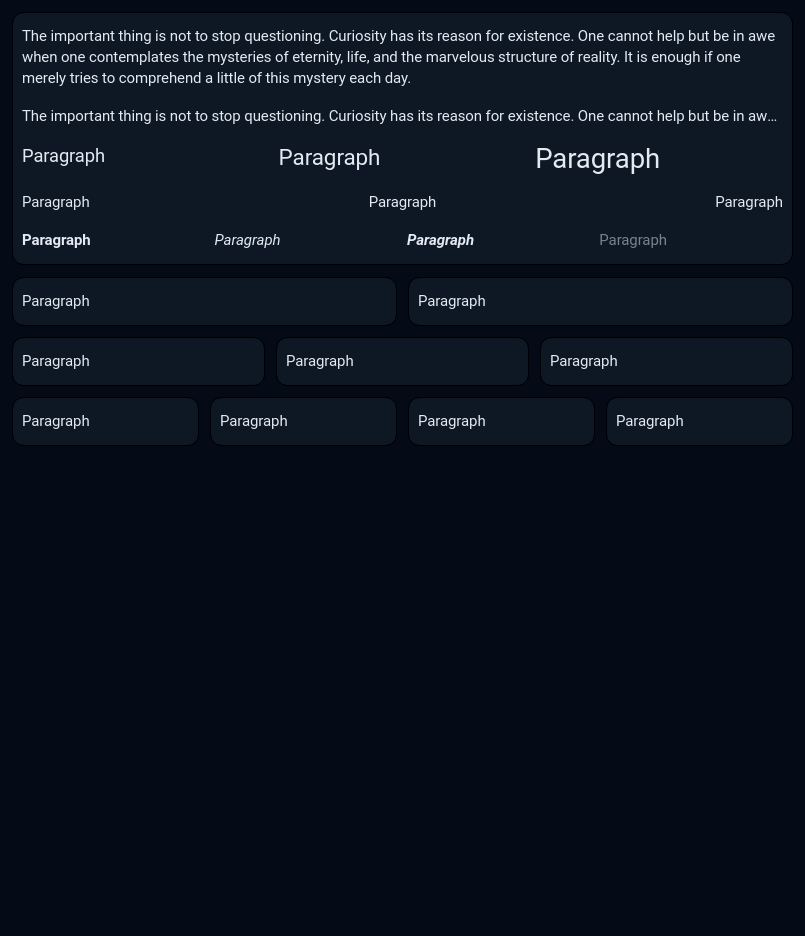 The important thing is not to stop questioning. Curiosity has its reason for existence. One cannot help but be in awe
when one contemplates the mysteries of eternity, life, and the marvelous structure of reality. It is enough if one
merely tries to comprehend a little of this mystery each day.
The important thing is not to stop questioning. Curiosity has its reason for existence. One cannot help but be in aw…
Paragraph Paragraph Paragraph
Paragraph Paragraph Paragraph
Paragraph Paragraph Paragraph Paragraph
Paragraph Paragraph
Paragraph Paragraph Paragraph
Paragraph Paragraph Paragraph Paragraph